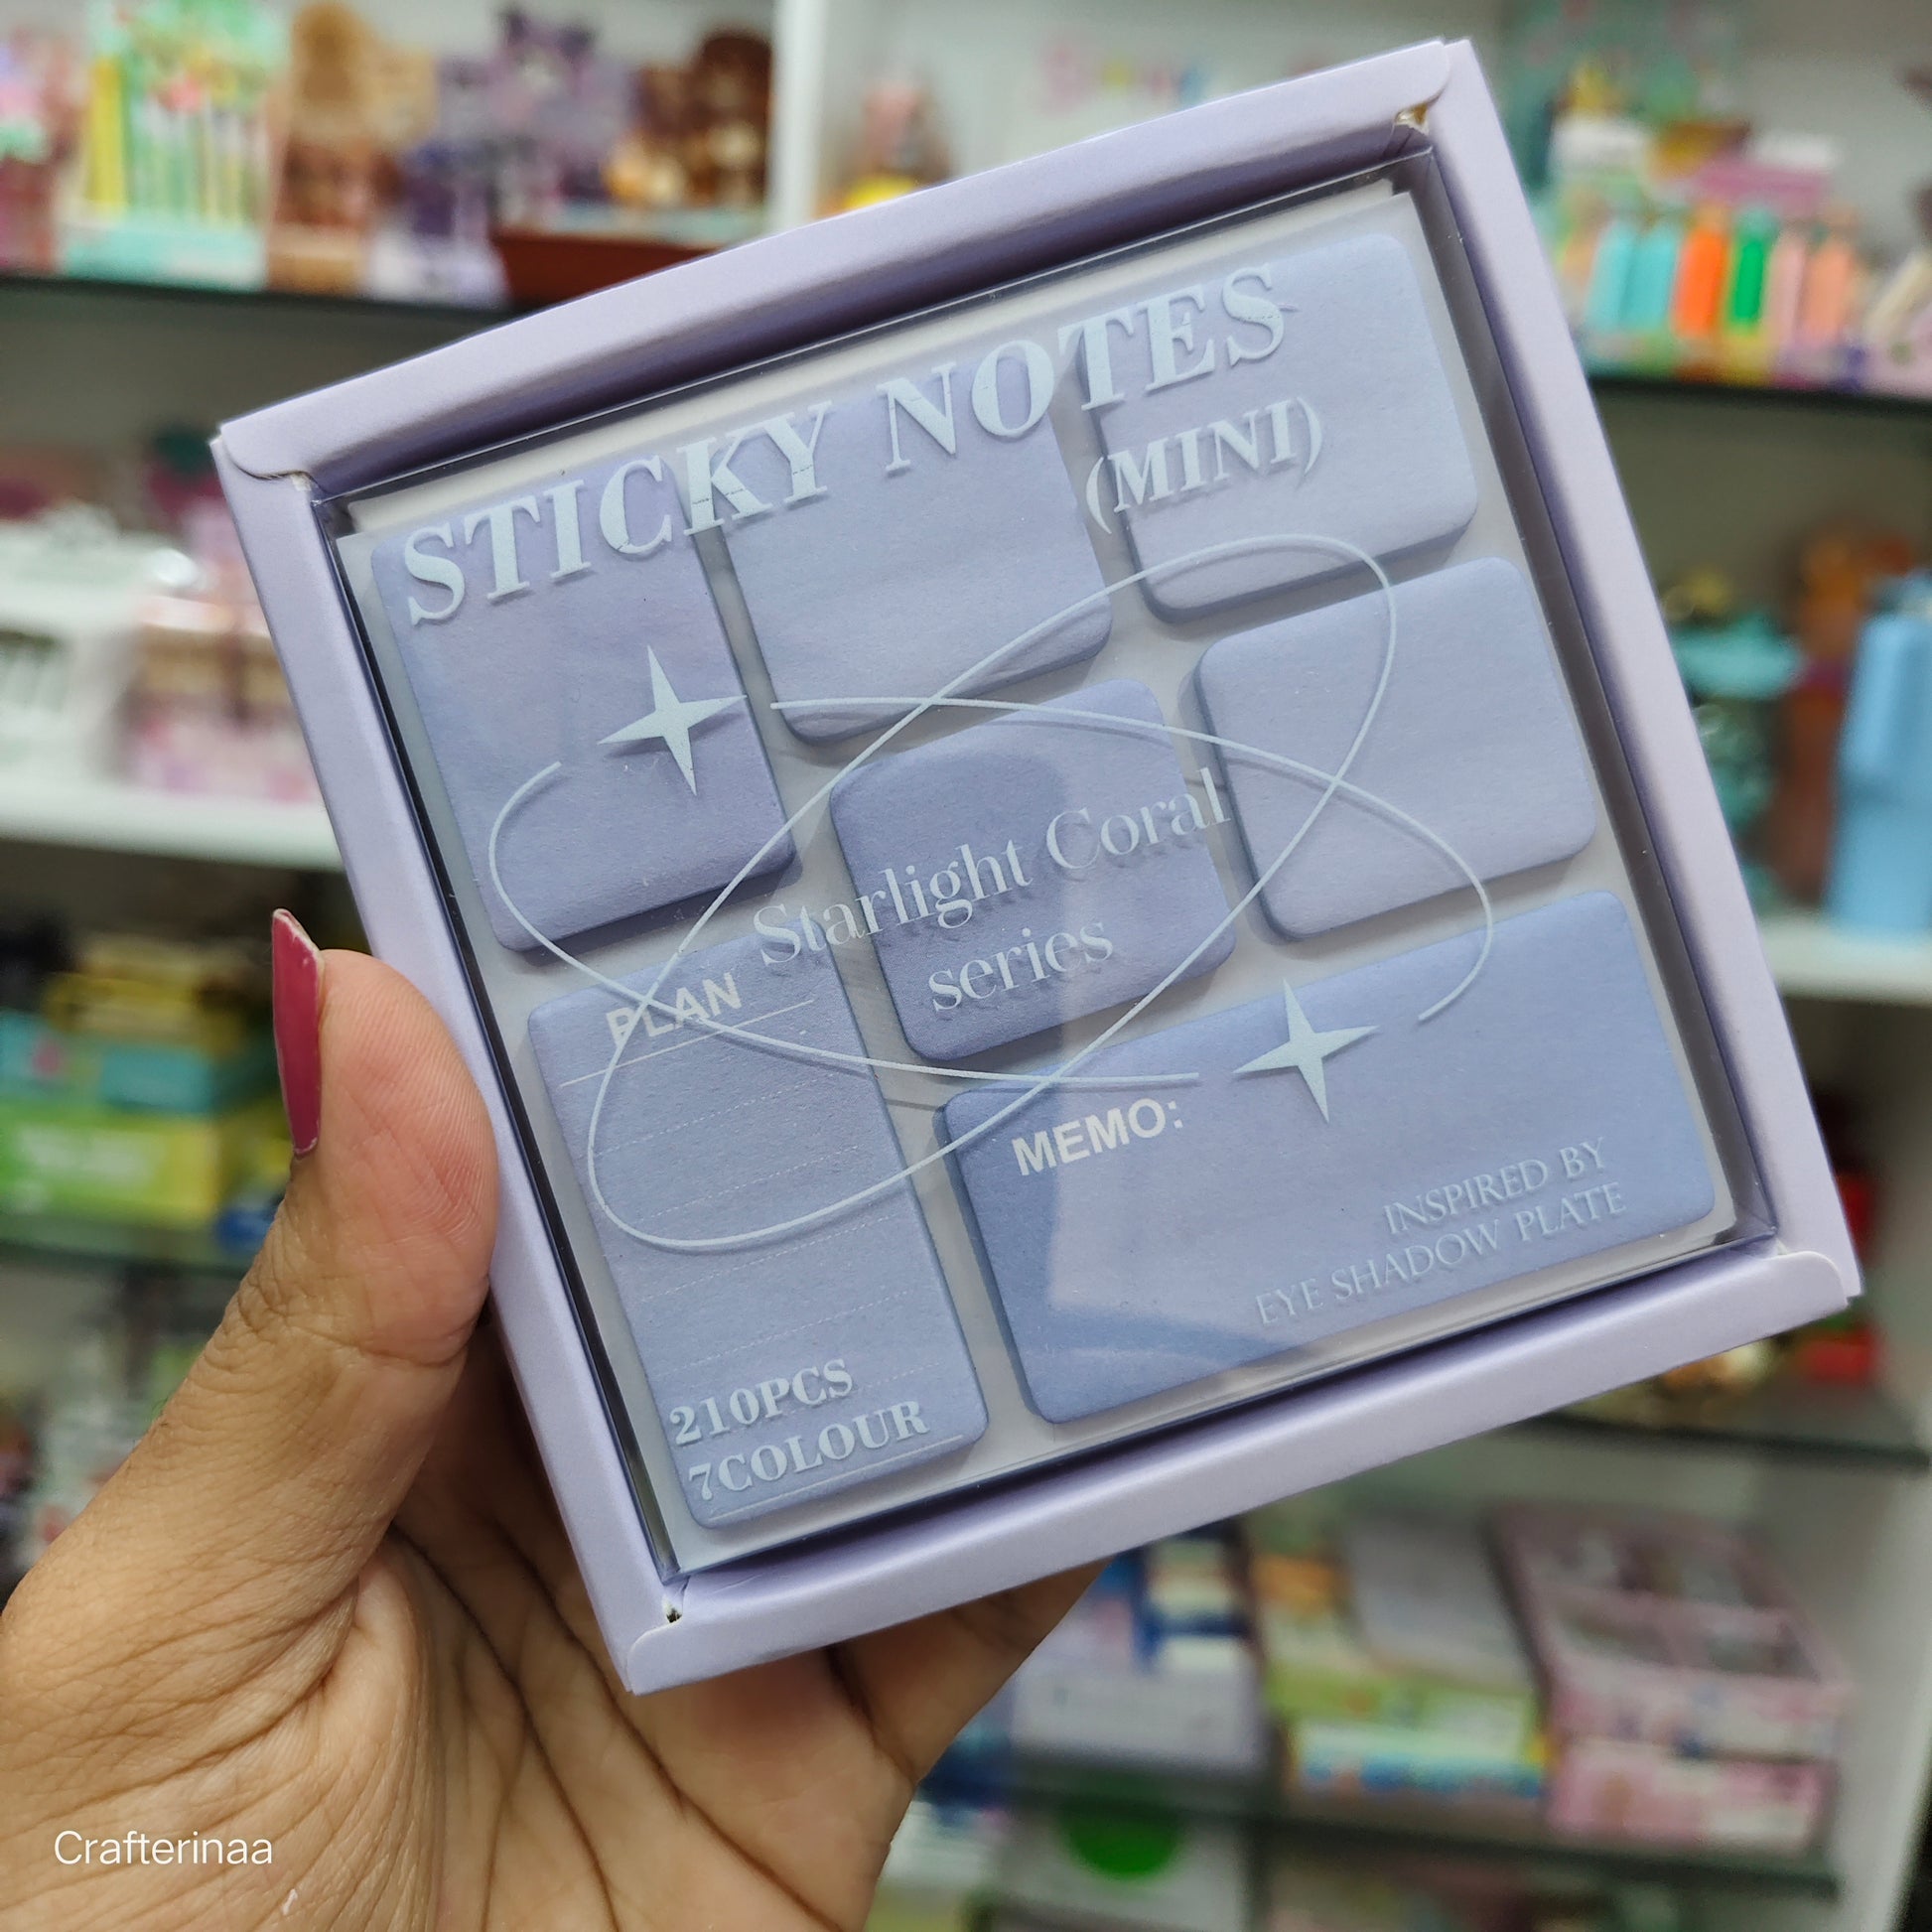 STICKY NOTES
(MINI)
Starlight Coral
series
PLAN
MEMO:
INSPIRED BY
EYE SHADOW PLATE
210PCS
7COLOUR
Crafterinaa